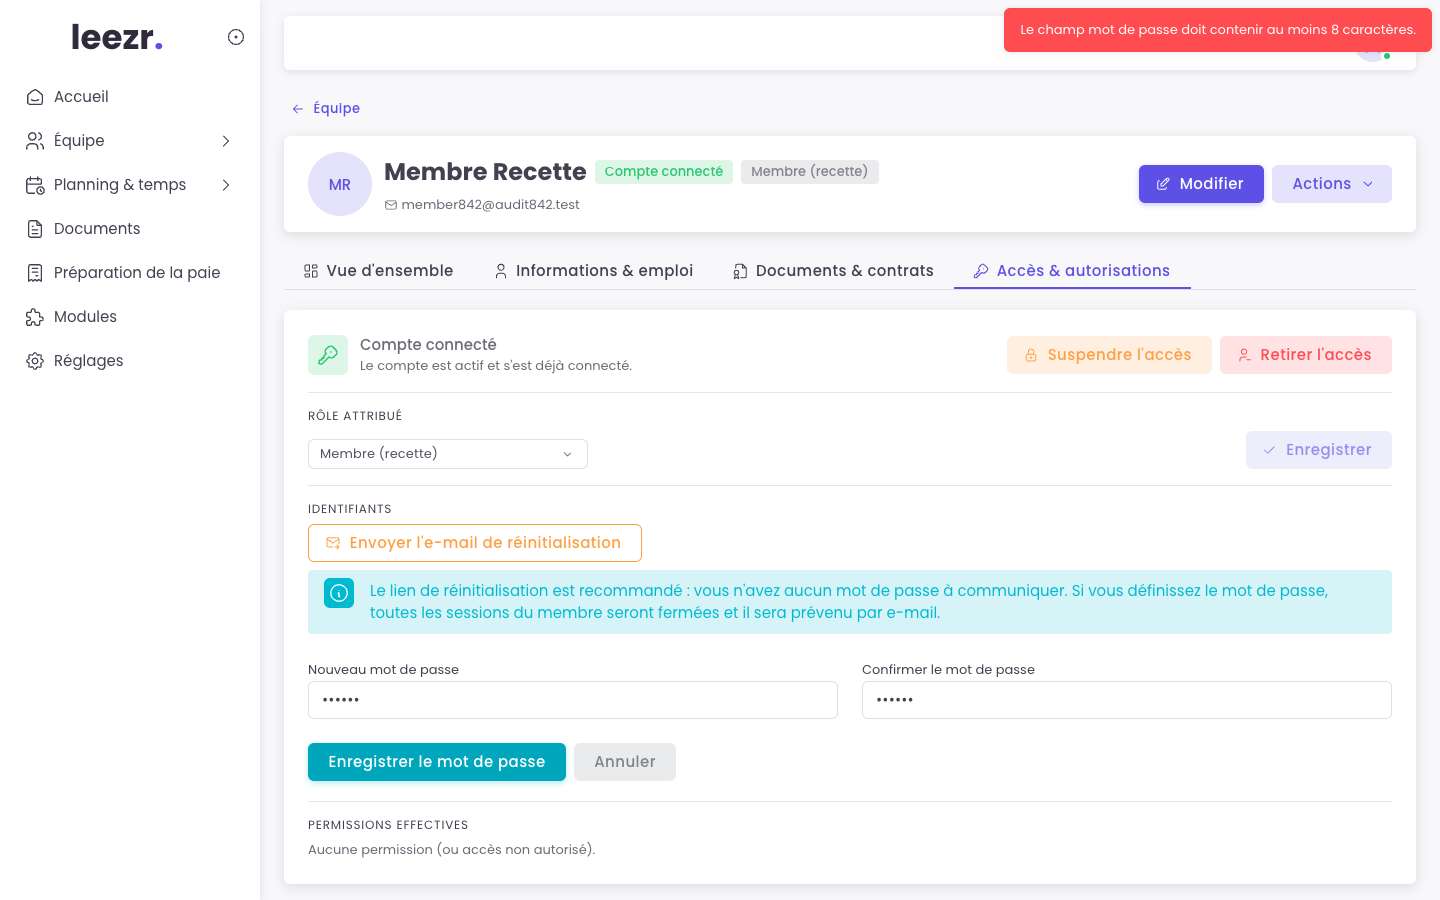 leezr.
Le champ mot de passe doit contenir au moins 8 caractères.
Accueil
Équipe
Planning & temps
Documents
Préparation de la paie
Modules
Réglages
Équipe
MR
Membre Recette
Compte connecté
Membre (recette)
member842@audit842.test
Modifier
Actions
Vue d'ensemble
Informations & emploi
Documents & contrats
Accès & autorisations
Compte connecté
Le compte est actif et s'est déjà connecté.
Suspendre l'accès
Retirer l'accès
RÔLE ATTRIBUÉ
Membre (recette)
Enregistrer
IDENTIFIANTS
Envoyer l'e-mail de réinitialisation
Le lien de réinitialisation est recommandé : vous n'avez aucun mot de passe à communiquer. Si vous définissez le mot de passe,
toutes les sessions du membre seront fermées et il sera prévenu par e-mail.
Nouveau mot de passe
Confirmer le mot de passe
••••••
••••••
Enregistrer le mot de passe
Annuler
PERMISSIONS EFFECTIVES
Aucune permission (ou accès non autorisé).